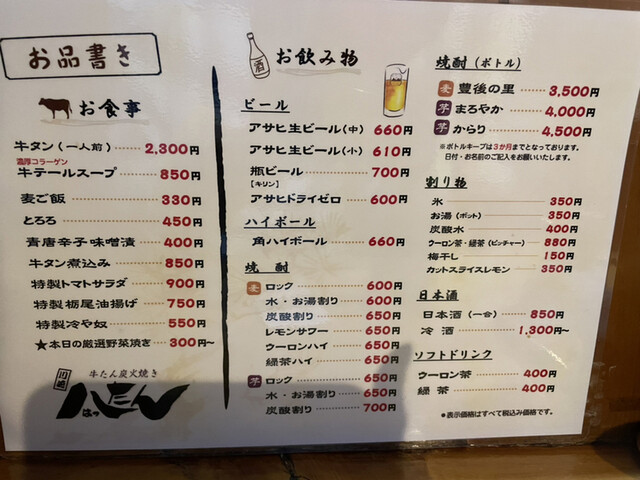 お品書き
お食事
牛タン(一人前) 2,300円
濃厚コラーゲン
牛テールスープ 850円
麦ご飯 330円
とろろ 450円
青唐辛子味噌漬 400円
牛タン煮込み 850円
特製トマトサラダ 900円
特製栃尾油揚げ 750円
特製冷や奴 550円
★本日の厳選野菜焼き 300円~
牛たん炭火焼き
八たん
はっ
酒
お飲み物
ビール
アサヒ生ビール(中) 660円
アサヒ生ビール(小) 610円
瓶ビール 700円
[キリン]
アサヒドライゼロ 600円
ハイボール
角ハイボール 660円
焼 酎
麦 ロック 600円
水・お湯割り 600円
炭酸割り 650円
レモンサワー 650円
ウーロンハイ 650円
緑茶ハイ 650円
芋 ロック 650円
水・お湯割り 650円
炭酸割り 700円
焼酎(ボトル)
麦 豊後の里 3,500円
芋 まろやか 4,000円
芋 からり 4,500円
※ボトルキープは3か月までとなっております。
日付・お名前のご記入をお願いいたします。
割り物
氷 350円
お湯(ポット) 350円
炭酸水 400円
ウーロン茶・緑茶(ピッチャー) 880円
梅干し 150円
カットスライスレモン 350円
日本酒
日本酒(一合) 850円
冷酒 1,300円~
ソフトドリンク
ウーロン茶 400円
緑茶 400円
●表示価格はすべて税込み価格です。